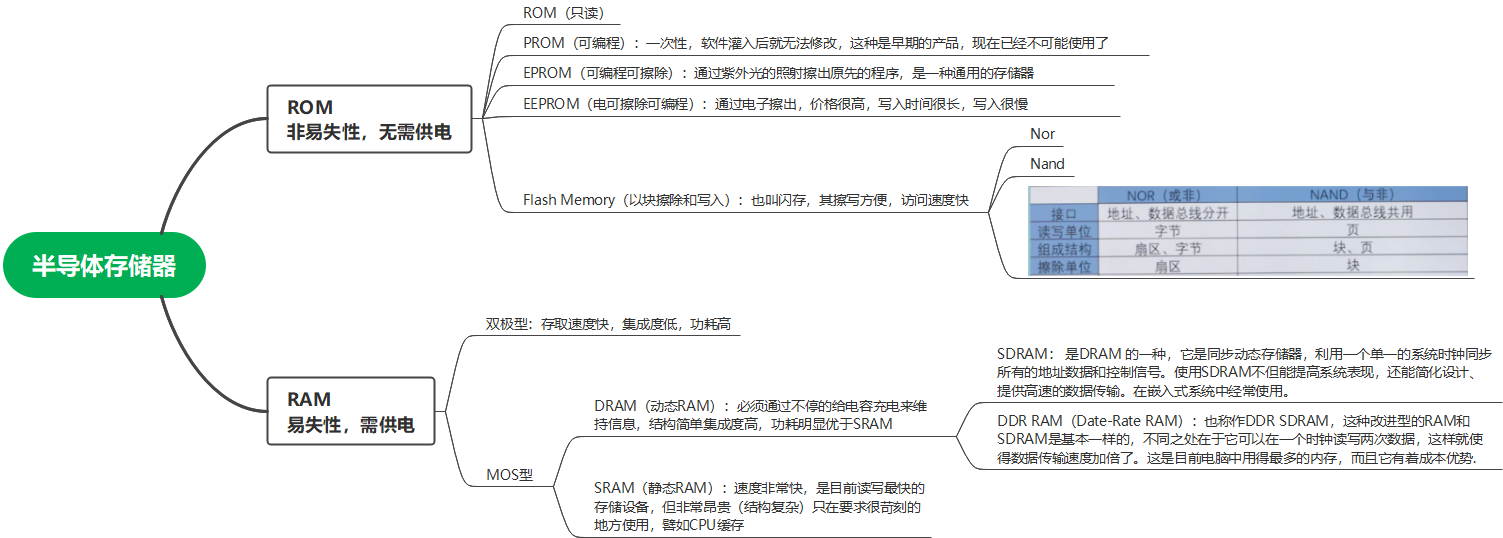 半导体存储器
ROM
非易失性，无需供电
ROM（只读）
PROM（可编程）：一次性，软件灌入后就无法修改，这种是早期的产品，现在已经不可能使用了
EPROM（可编程可擦除）：通过紫外光的照射擦出原先的程序，是一种通用的存储器
EEPROM（电可擦除可编程）：通过电子擦出，价格很高，写入时间很长，写入很慢
Flash Memory（以块擦除和写入）：也叫闪存，其擦写方便，访问速度快
Nor
Nand
NOR（或非） NAND（与非）
接口 地址、数据总线分开 地址、数据总线共用
读写单位 字节 页
组成结构 扇区、字节 块、页
擦除单位 扇区 块
RAM
易失性，需供电
双极型：存取速度快，集成度低，功耗高
MOS型
DRAM（动态RAM）：必须通过不停的给电容充电来维
持信息，结构简单集成度高，功耗明显优于SRAM
SDRAM： 是DRAM 的一种，它是同步动态存储器，利用一个单一的系统时钟同步
所有的地址数据和控制信号。使用SDRAM不但能提高系统表现，还能简化设计、
提供高速的数据传输。在嵌入式系统中经常使用。
DDR RAM（Date-Rate RAM）：也称作DDR SDRAM，这种改进型的RAM和
SDRAM是基本一样的，不同之处在于它可以在一个时钟读写两次数据，这样就使
得数据传输速度加倍了。这是目前电脑中用得最多的内存，而且它有着成本优势.
SRAM（静态RAM）：速度非常快，是目前读写最快的
存储设备，但非常昂贵（结构复杂）只在要求很苛刻的
地方使用，譬如CPU缓存